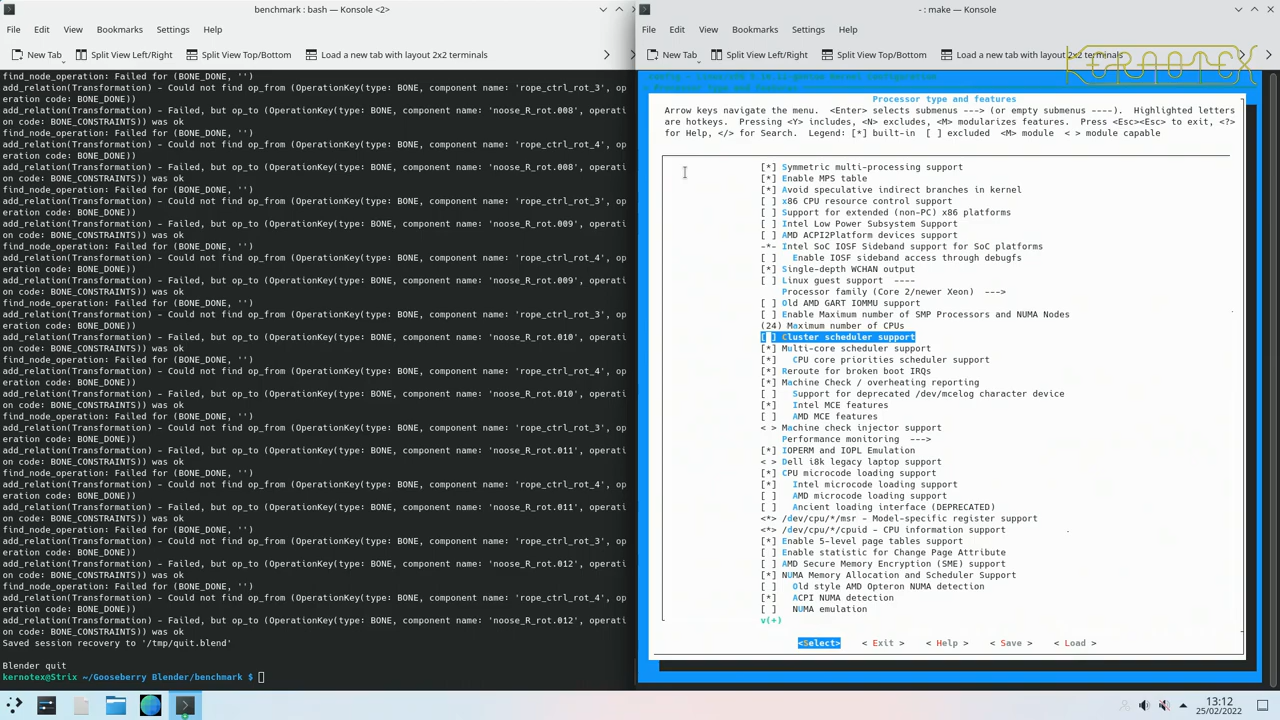 benchmark : bash — Konsole <2>
File Edit View Bookmarks Settings Help
New Tab Split View Left/Right Split View Top/Bottom Load a new tab with layout 2x2 terminals
find_node_operation: Failed for (BONE_DONE, '')
add_relation(Transformation) - Could not find op_from (OperationKey(type: BONE, component name: 'rope_ctrl_rot_3', op
eration code: BONE_DONE))
add_relation(Transformation) - Failed, but op_to (OperationKey(type: BONE, component name: 'noose_R_rot.008', operati
on code: BONE_CONSTRAINTS)) was ok
find_node_operation: Failed for (BONE_DONE, '')
add_relation(Transformation) - Could not find op_from (OperationKey(type: BONE, component name: 'rope_ctrl_rot_4', op
eration code: BONE_DONE))
add_relation(Transformation) - Failed, but op_to (OperationKey(type: BONE, component name: 'noose_R_rot.008', operati
on code: BONE_CONSTRAINTS)) was ok
find_node_operation: Failed for (BONE_DONE, '')
add_relation(Transformation) - Could not find op_from (OperationKey(type: BONE, component name: 'rope_ctrl_rot_3', op
eration code: BONE_DONE))
add_relation(Transformation) - Failed, but op_to (OperationKey(type: BONE, component name: 'noose_R_rot.009', operati
on code: BONE_CONSTRAINTS)) was ok
find_node_operation: Failed for (BONE_DONE, '')
add_relation(Transformation) - Could not find op_from (OperationKey(type: BONE, component name: 'rope_ctrl_rot_4', op
eration code: BONE_DONE))
add_relation(Transformation) - Failed, but op_to (OperationKey(type: BONE, component name: 'noose_R_rot.009', operati
on code: BONE_CONSTRAINTS)) was ok
find_node_operation: Failed for (BONE_DONE, '')
add_relation(Transformation) - Could not find op_from (OperationKey(type: BONE, component name: 'rope_ctrl_rot_3', op
eration code: BONE_DONE))
add_relation(Transformation) - Failed, but op_to (OperationKey(type: BONE, component name: 'noose_R_rot.010', operati
on code: BONE_CONSTRAINTS)) was ok
find_node_operation: Failed for (BONE_DONE, '')
add_relation(Transformation) - Could not find op_from (OperationKey(type: BONE, component name: 'rope_ctrl_rot_4', op
eration code: BONE_DONE))
add_relation(Transformation) - Failed, but op_to (OperationKey(type: BONE, component name: 'noose_R_rot.010', operati
on code: BONE_CONSTRAINTS)) was ok
find_node_operation: Failed for (BONE_DONE, '')
add_relation(Transformation) - Could not find op_from (OperationKey(type: BONE, component name: 'rope_ctrl_rot_3', op
eration code: BONE_DONE))
add_relation(Transformation) - Failed, but op_to (OperationKey(type: BONE, component name: 'noose_R_rot.011', operati
on code: BONE_CONSTRAINTS)) was ok
find_node_operation: Failed for (BONE_DONE, '')
add_relation(Transformation) - Could not find op_from (OperationKey(type: BONE, component name: 'rope_ctrl_rot_4', op
eration code: BONE_DONE))
add_relation(Transformation) - Failed, but op_to (OperationKey(type: BONE, component name: 'noose_R_rot.011', operati
on code: BONE_CONSTRAINTS)) was ok
find_node_operation: Failed for (BONE_DONE, '')
add_relation(Transformation) - Could not find op_from (OperationKey(type: BONE, component name: 'rope_ctrl_rot_3', op
eration code: BONE_DONE))
add_relation(Transformation) - Failed, but op_to (OperationKey(type: BONE, component name: 'noose_R_rot.012', operati
on code: BONE_CONSTRAINTS)) was ok
find_node_operation: Failed for (BONE_DONE, '')
add_relation(Transformation) - Could not find op_from (OperationKey(type: BONE, component name: 'rope_ctrl_rot_4', op
eration code: BONE_DONE))
add_relation(Transformation) - Failed, but op_to (OperationKey(type: BONE, component name: 'noose_R_rot.012', operati
on code: BONE_CONSTRAINTS)) was ok
Saved session recovery to '/tmp/quit.blend'
Blender quit
kernotex@Strix ~/Gooseberry Blender/benchmark $
- : make — Konsole
File Edit View Bookmarks Settings Help
New Tab Split View Left/Right Split View Top/Bottom Load a new tab with layout 2x2 terminals
KERNOTEX
Processor type and features
Arrow keys navigate the menu. <Enter> selects submenus ---> (or empty submenus ----). Highlighted letters
are hotkeys. Pressing <Y> includes, <N> excludes, <M> modularizes features. Press <Esc><Esc> to exit, <?>
for Help, </> for Search. Legend: [*] built-in [ ] excluded <M> module < > module capable
[*] Symmetric multi-processing support
[*] Enable MPS table
[*] Avoid speculative indirect branches in kernel
[ ] x86 CPU resource control support
[ ] Support for extended (non-PC) x86 platforms
[ ] Intel Low Power Subsystem Support
[ ] AMD ACPI2Platform devices support
-*- Intel SoC IOSF Sideband support for SoC platforms
[ ] Enable IOSF sideband access through debugfs
[*] Single-depth WCHAN output
[ ] Linux guest support ----
Processor family (Core 2/newer Xeon) --->
[ ] Old AMD GART IOMMU support
[ ] Enable Maximum number of SMP Processors and NUMA Nodes
(24) Maximum number of CPUs
[ ] Cluster scheduler support
[*] Multi-core scheduler support
[*] CPU core priorities scheduler support
[*] Reroute for broken boot IRQs
[*] Machine Check / overheating reporting
[ ] Support for deprecated /dev/mcelog character device
[*] Intel MCE features
[ ] AMD MCE features
< > Machine check injector support
Performance monitoring --->
[*] IOPERM and IOPL Emulation
< > Dell i8k legacy laptop support
[*] CPU microcode loading support
[*] Intel microcode loading support
[ ] AMD microcode loading support
[ ] Ancient loading interface (DEPRECATED)
<*> /dev/cpu/*/msr - Model-specific register support
<*> /dev/cpu/*/cpuid - CPU information support
[*] Enable 5-level page tables support
[ ] Enable statistic for Change Page Attribute
[ ] AMD Secure Memory Encryption (SME) support
[*] NUMA Memory Allocation and Scheduler Support
[ ] Old style AMD Opteron NUMA detection
[*] ACPI NUMA detection
[ ] NUMA emulation
v(+)
<Select> < Exit > < Help > < Save > < Load >
13:12
25/02/2022